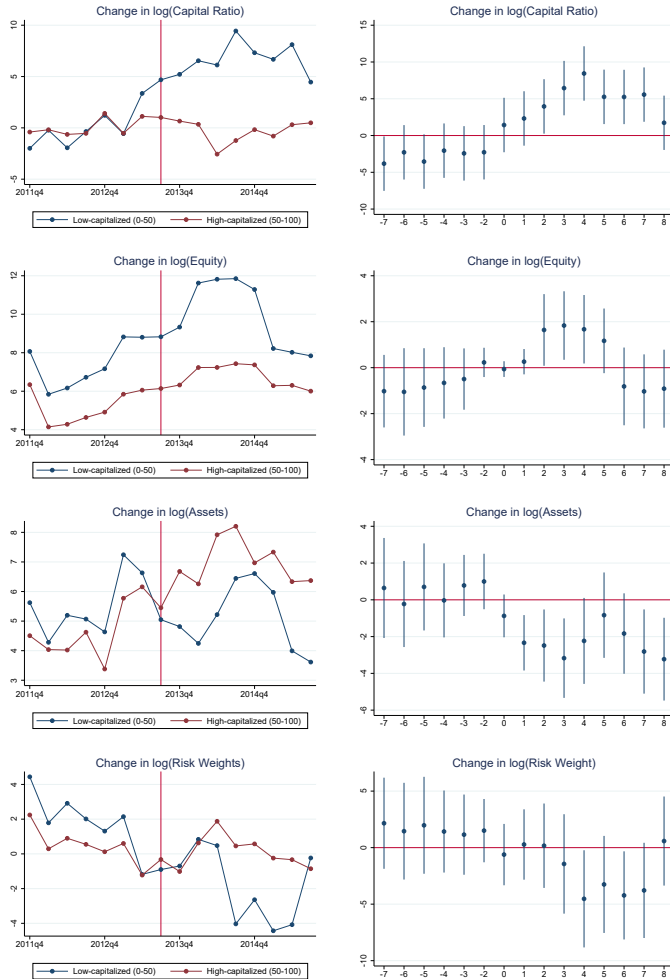 Change in log(Capital Ratio)
10
5
0
-5
2011q4 2012q4 2013q4 2014q4
Low-capitalized (0-50) High-capitalized (50-100)
Change in log(Capital Ratio)
15
10
5
0
-5
-10
-7 -6 -5 -4 -3 -2 0 1 2 3 4 5 6 7 8
Change in log(Equity)
12
10
8
6
4
2011q4 2012q4 2013q4 2014q4
Low-capitalized (0-50) High-capitalized (50-100)
Change in log(Equity)
4
2
0
-2
-4
-7 -6 -5 -4 -3 -2 0 1 2 3 4 5 6 7 8
Change in log(Assets)
8
7
6
5
4
3
2011q4 2012q4 2013q4 2014q4
Low-capitalized (0-50) High-capitalized (50-100)
Change in log(Assets)
4
2
0
-2
-4
-6
-7 -6 -5 -4 -3 -2 0 1 2 3 4 5 6 7 8
Change in log(Risk Weights)
4
2
0
-2
-4
2011q4 2012q4 2013q4 2014q4
Low-capitalized (0-50) High-capitalized (50-100)
Change in log(Risk Weight)
5
0
-5
-10
-7 -6 -5 -4 -3 -2 0 1 2 3 4 5 6 7 8